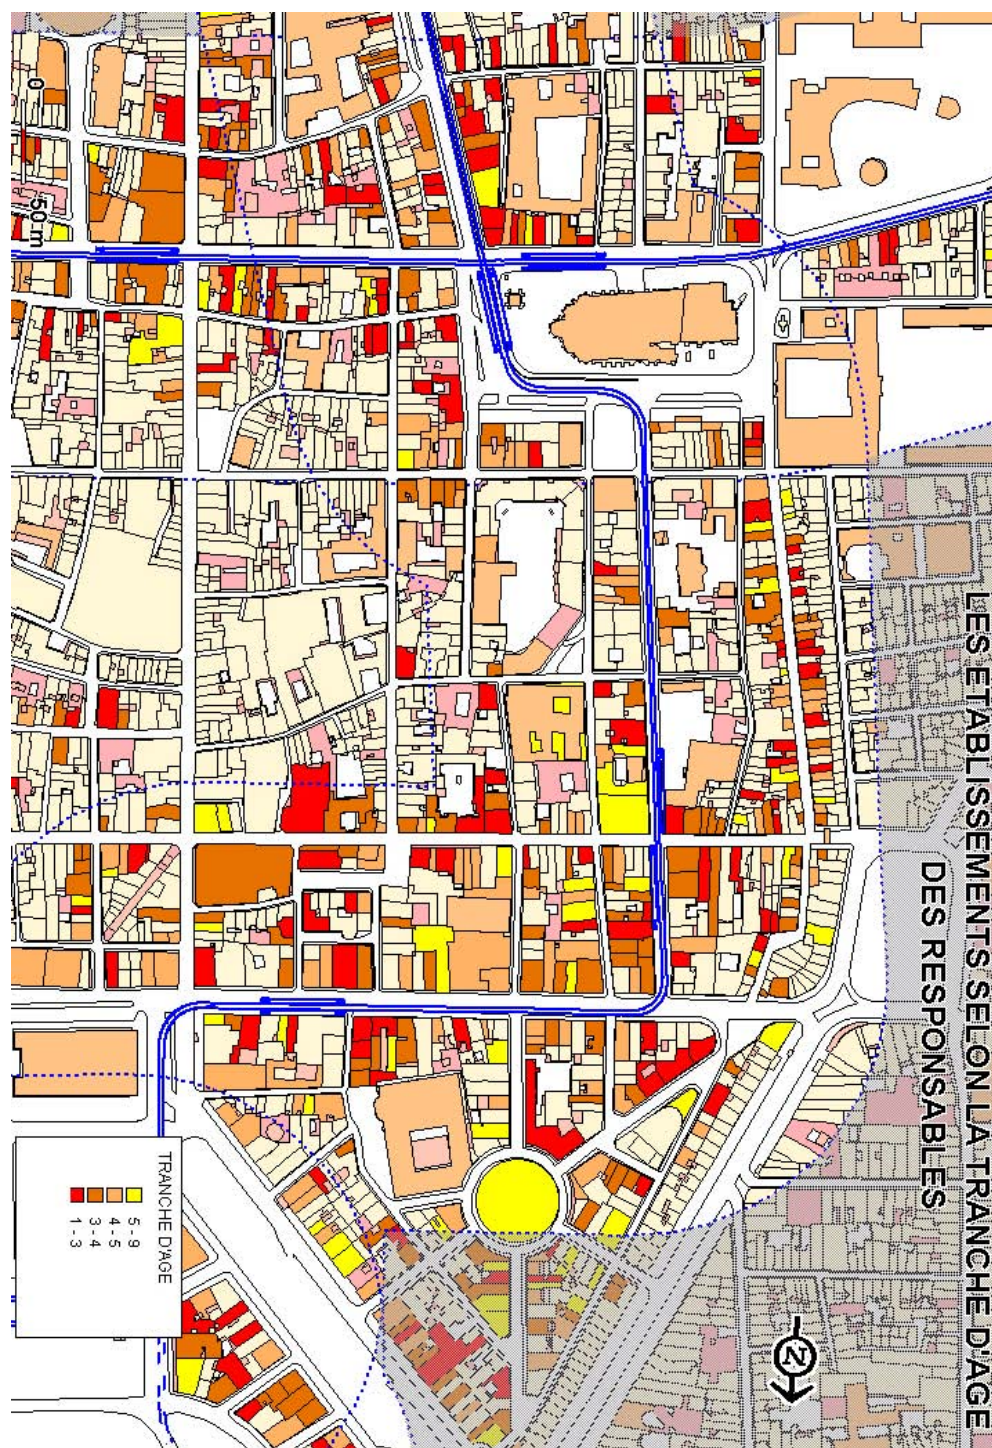 LES ETABLISSEMENTS SELON LA TRANCHE D'AGE
DES RESPONSABLES
N
TRANCHE D'AGE
5 - 9
4 - 5
3 - 4
1 - 3
0
50 m